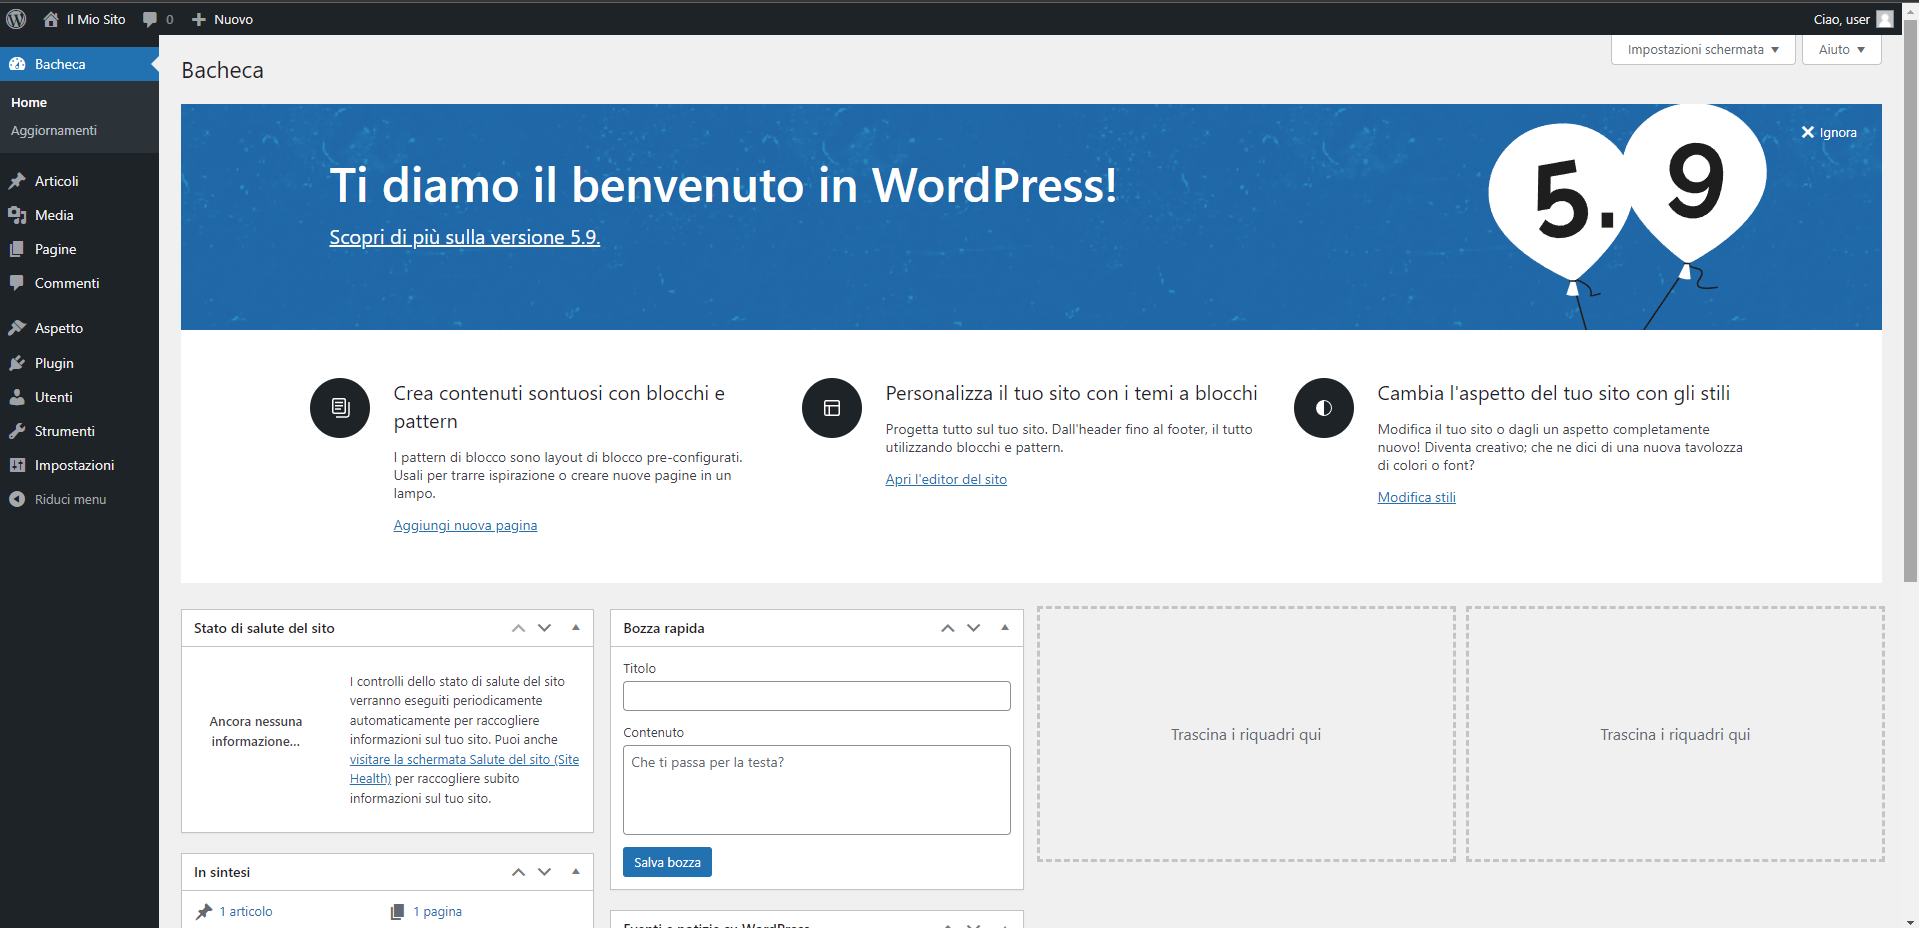 Il Mio Sito
0
Nuovo
Ciao, user
Bacheca
Home
Aggiornamenti
Articoli
Media
Pagine
Commenti
Aspetto
Plugin
Utenti
Strumenti
Impostazioni
Riduci menu
Impostazioni schermata
Aiuto
Bacheca
Ti diamo il benvenuto in WordPress!
Scopri di più sulla versione 5.9.
5.9
Ignora
Crea contenuti sontuosi con blocchi e
pattern
I pattern di blocco sono layout di blocco pre-configurati.
Usali per trarre ispirazione o creare nuove pagine in un
lampo.
Aggiungi nuova pagina
Personalizza il tuo sito con i temi a blocchi
Progetta tutto sul tuo sito. Dall'header fino al footer, il tutto
utilizzando blocchi e pattern.
Apri l'editor del sito
Cambia l'aspetto del tuo sito con gli stili
Modifica il tuo sito o dagli un aspetto completamente
nuovo! Diventa creativo; che ne dici di una nuova tavolozza
di colori o font?
Modifica stili
Stato di salute del sito
Ancora nessuna
informazione...
I controlli dello stato di salute del sito
verranno eseguiti periodicamente
automaticamente per raccogliere
informazioni sul tuo sito. Puoi anche
visitare la schermata Salute del sito (Site
Health) per raccogliere subito
informazioni sul tuo sito.
In sintesi
1 articolo
1 pagina
Bozza rapida
Titolo
Contenuto
Che ti passa per la testa?
Salva bozza
Eventi e notizie su WordPress
Trascina i riquadri qui
Trascina i riquadri qui